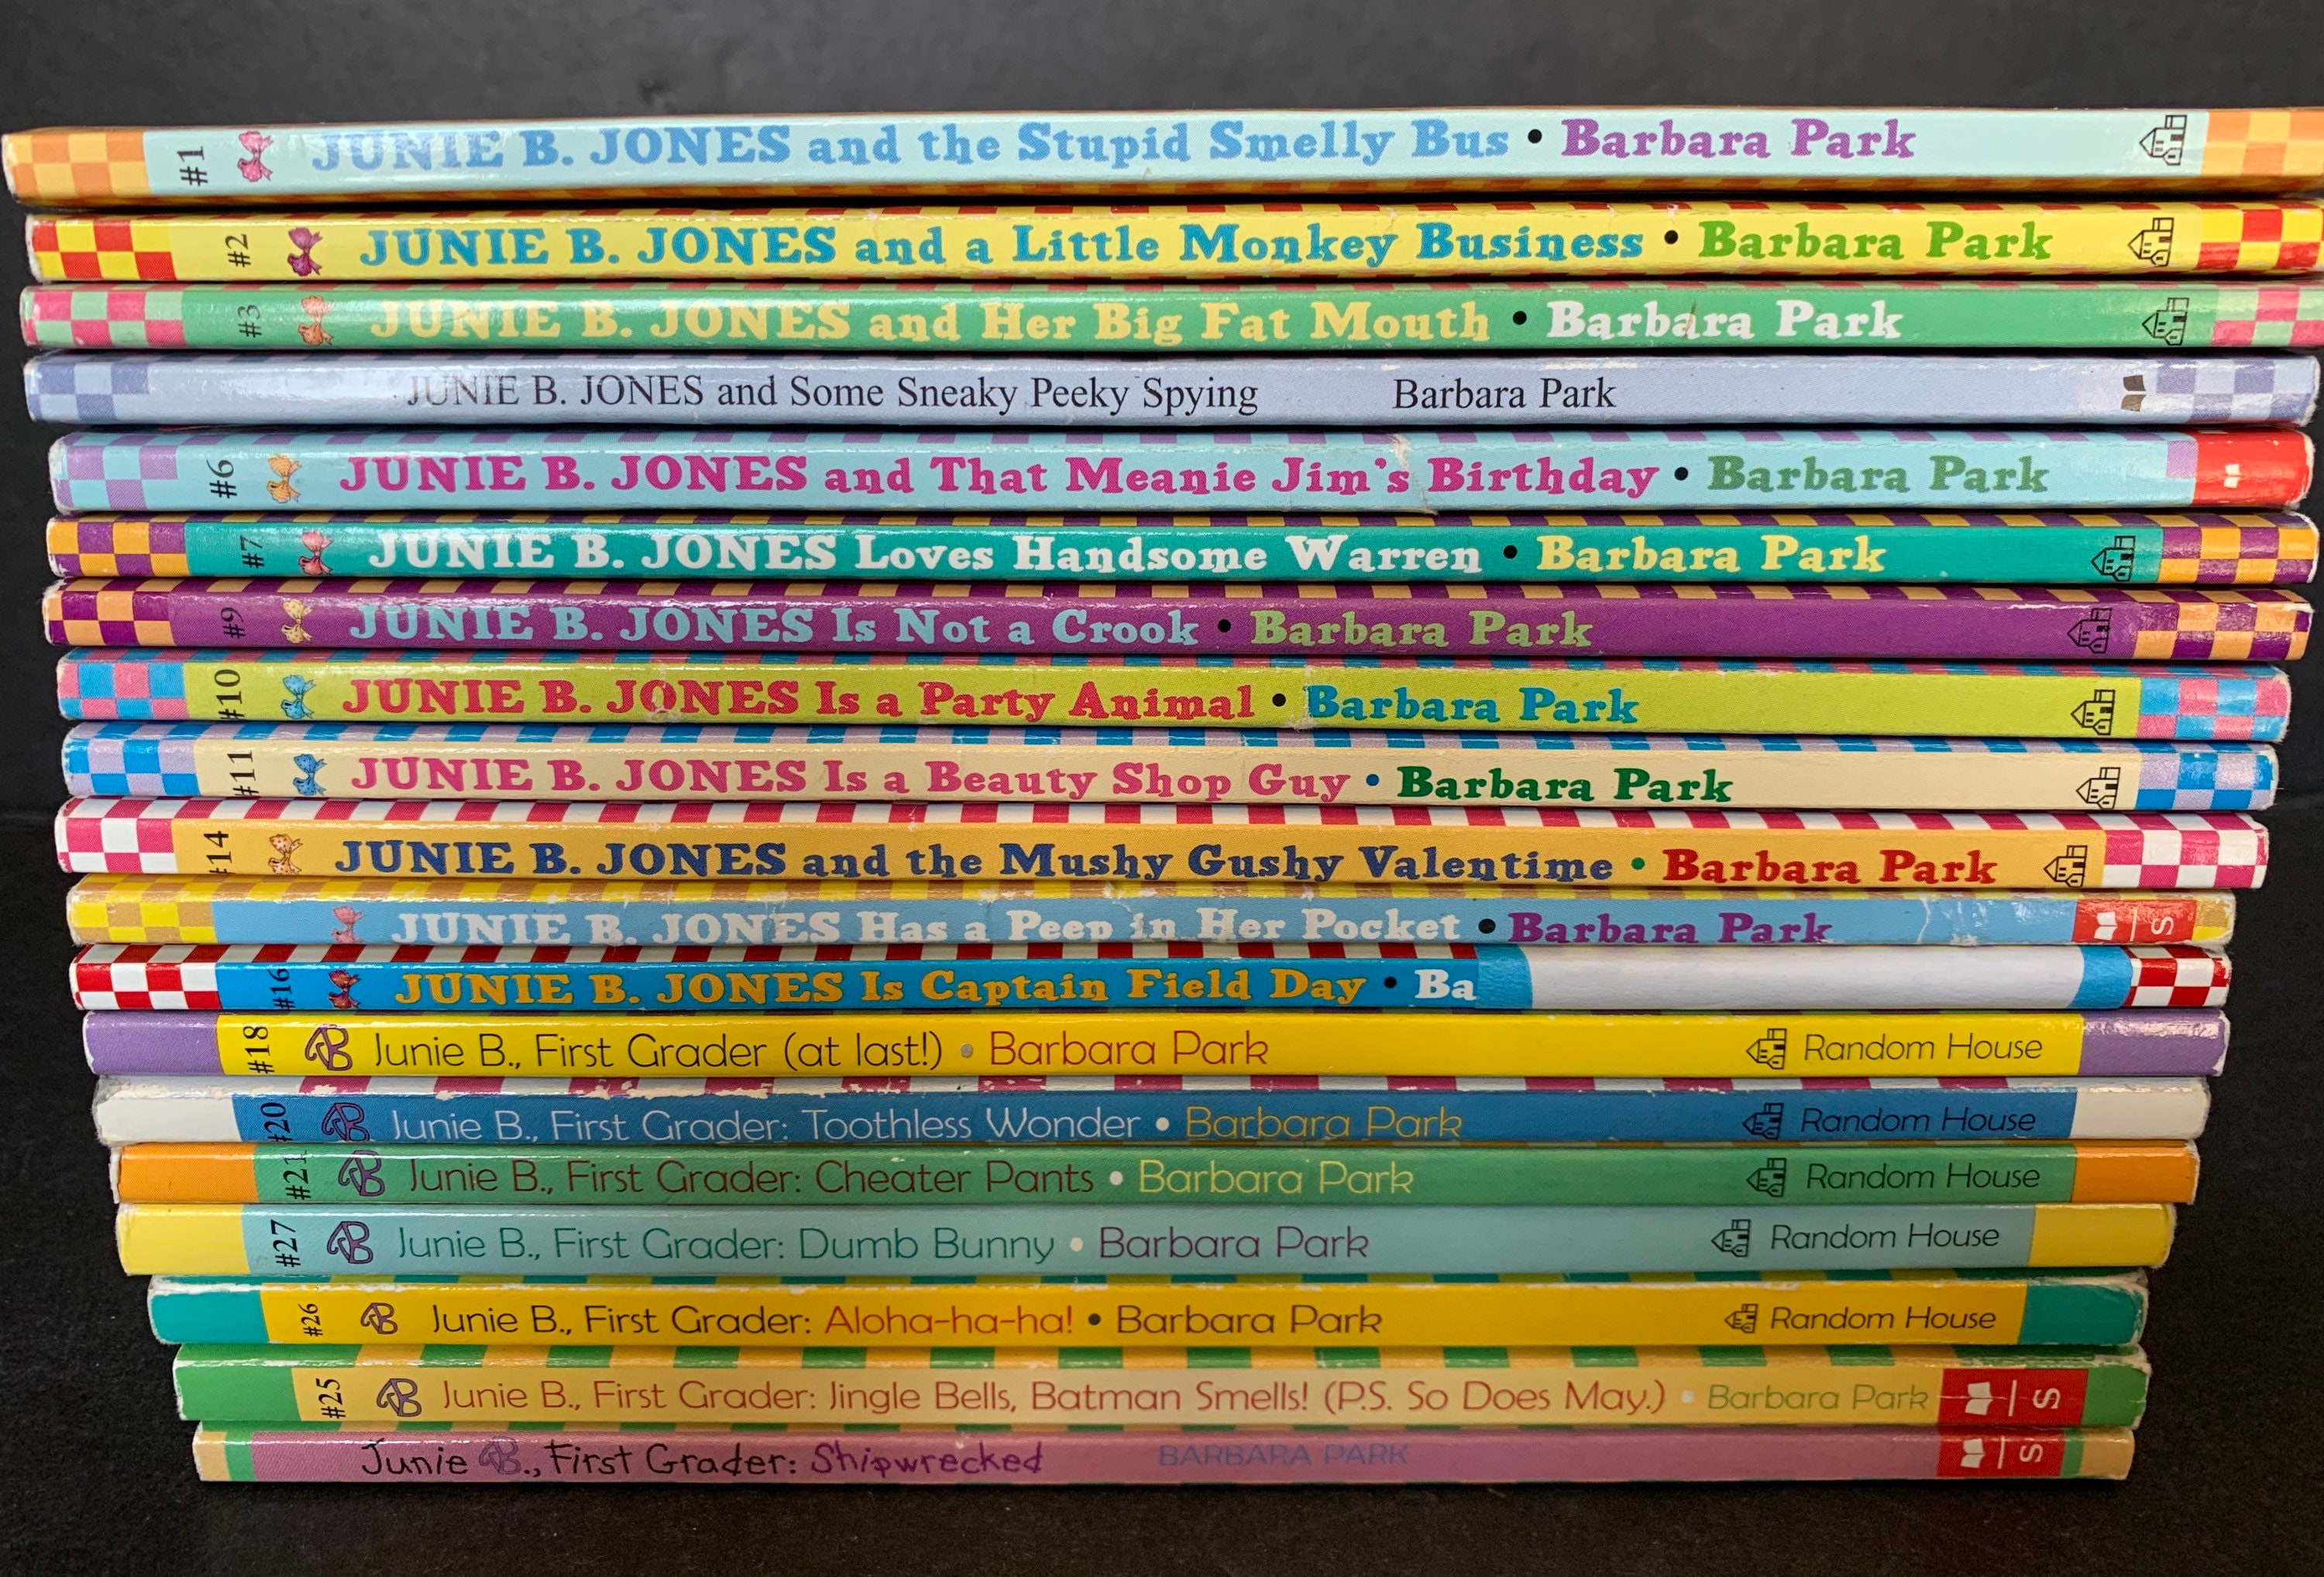 #1 JUNIE B. JONES and the Stupid Smelly Bus • Barbara Park
#2 JUNIE B. JONES and a Little Monkey Business • Barbara Park
#3 JUNIE B. JONES and Her Big Fat Mouth • Barbara Park
JUNIE B. JONES and Some Sneaky Peeky Spying Barbara Park
#6 JUNIE B. JONES and That Meanie Jim's Birthday • Barbara Park
#7 JUNIE B. JONES Loves Handsome Warren • Barbara Park
#9 JUNIE B. JONES Is Not a Crook • Barbara Park
#10 JUNIE B. JONES Is a Party Animal • Barbara Park
#11 JUNIE B. JONES Is a Beauty Shop Guy • Barbara Park
#14 JUNIE B. JONES and the Mushy Gushy Valentime • Barbara Park
JUNIE B. JONES Has a Peep in Her Pocket • Barbara Park S
#16 JUNIE B. JONES Is Captain Field Day • Ba
#18 JB Junie B., First Grader (at last!) • Barbara Park Random House
#20 JB Junie B., First Grader: Toothless Wonder • Barbara Park Random House
#21 JB Junie B., First Grader: Cheater Pants • Barbara Park Random House
#27 JB Junie B., First Grader: Dumb Bunny • Barbara Park Random House
#26 JB Junie B., First Grader: Aloha-ha-ha! • Barbara Park Random House
#25 JB Junie B., First Grader: Jingle Bells, Batman Smells! (P.S. So Does May.) • Barbara Park S
Junie B., First Grader: Shipwrecked BARBARA PARK S